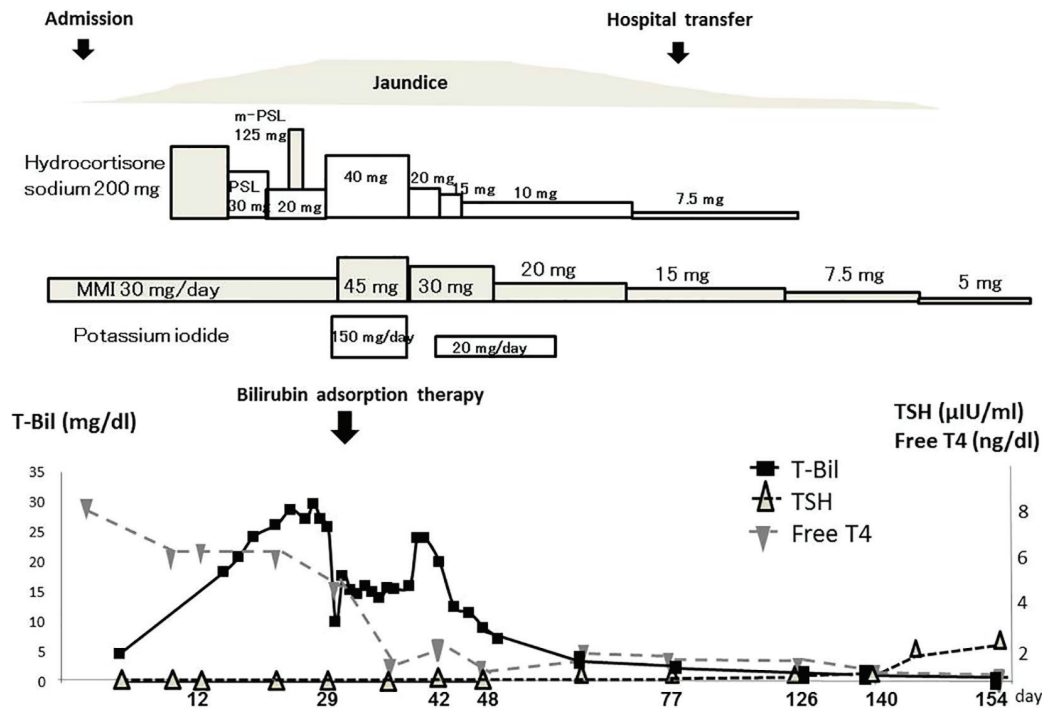 Admission
Hospital transfer
Jaundice
m-PSL
125 mg
Hydrocortisone
sodium 200 mg
PSL
30 mg
20 mg
40 mg
20 mg
15 mg
10 mg
7.5 mg
MMI 30 mg/day
45 mg
30 mg
20 mg
15 mg
7.5 mg
5 mg
Potassium iodide
150 mg/day
20 mg/day
Bilirubin adsorption therapy
T-Bil (mg/dl)
TSH (μIU/ml)
Free T4 (ng/dl)
T-Bil
TSH
Free T4
35
30
25
20
15
10
5
0
8
6
4
2
12
29
42
48
77
126
140
154
day